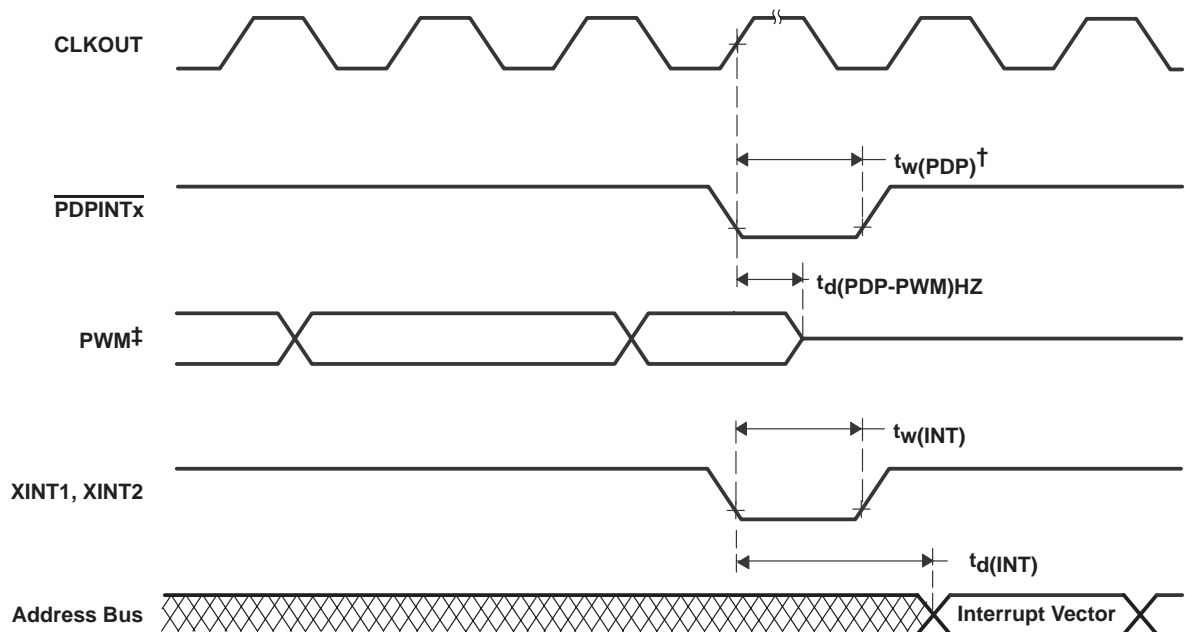 CLKOUT
tw(PDP)†
PDPINTx
td(PDP-PWM)HZ
PWM‡
tw(INT)
XINT1, XINT2
td(INT)
Address Bus
Interrupt Vector